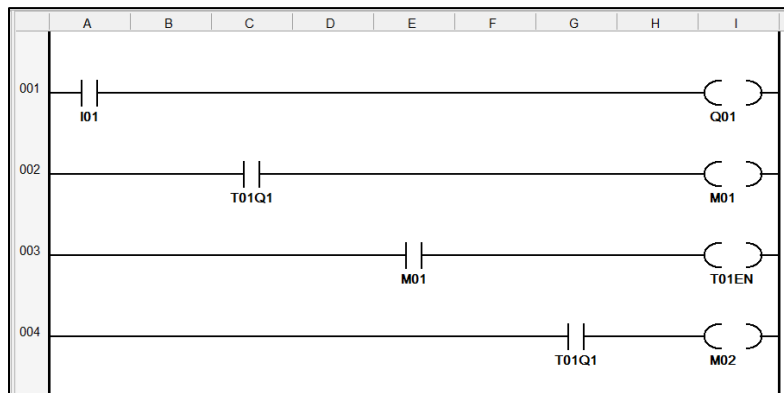 A B C D E F G H I
001
I01 Q01
002
T01Q1 M01
003
M01 T01EN
004
T01Q1 M02